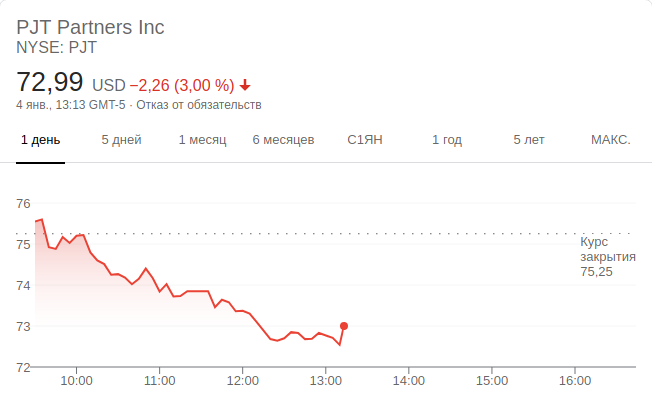 PJT Partners Inc
NYSE: PJT
72,99 USD −2,26 (3,00 %)
4 янв., 13:13 GMT-5 · Отказ от обязательств
1 день 5 дней 1 месяц 6 месяцев С1ЯН 1 год 5 лет МАКС.
76
75
74
73
72
Курс
закрытия
75,25
10:00 11:00 12:00 13:00 14:00 15:00 16:00